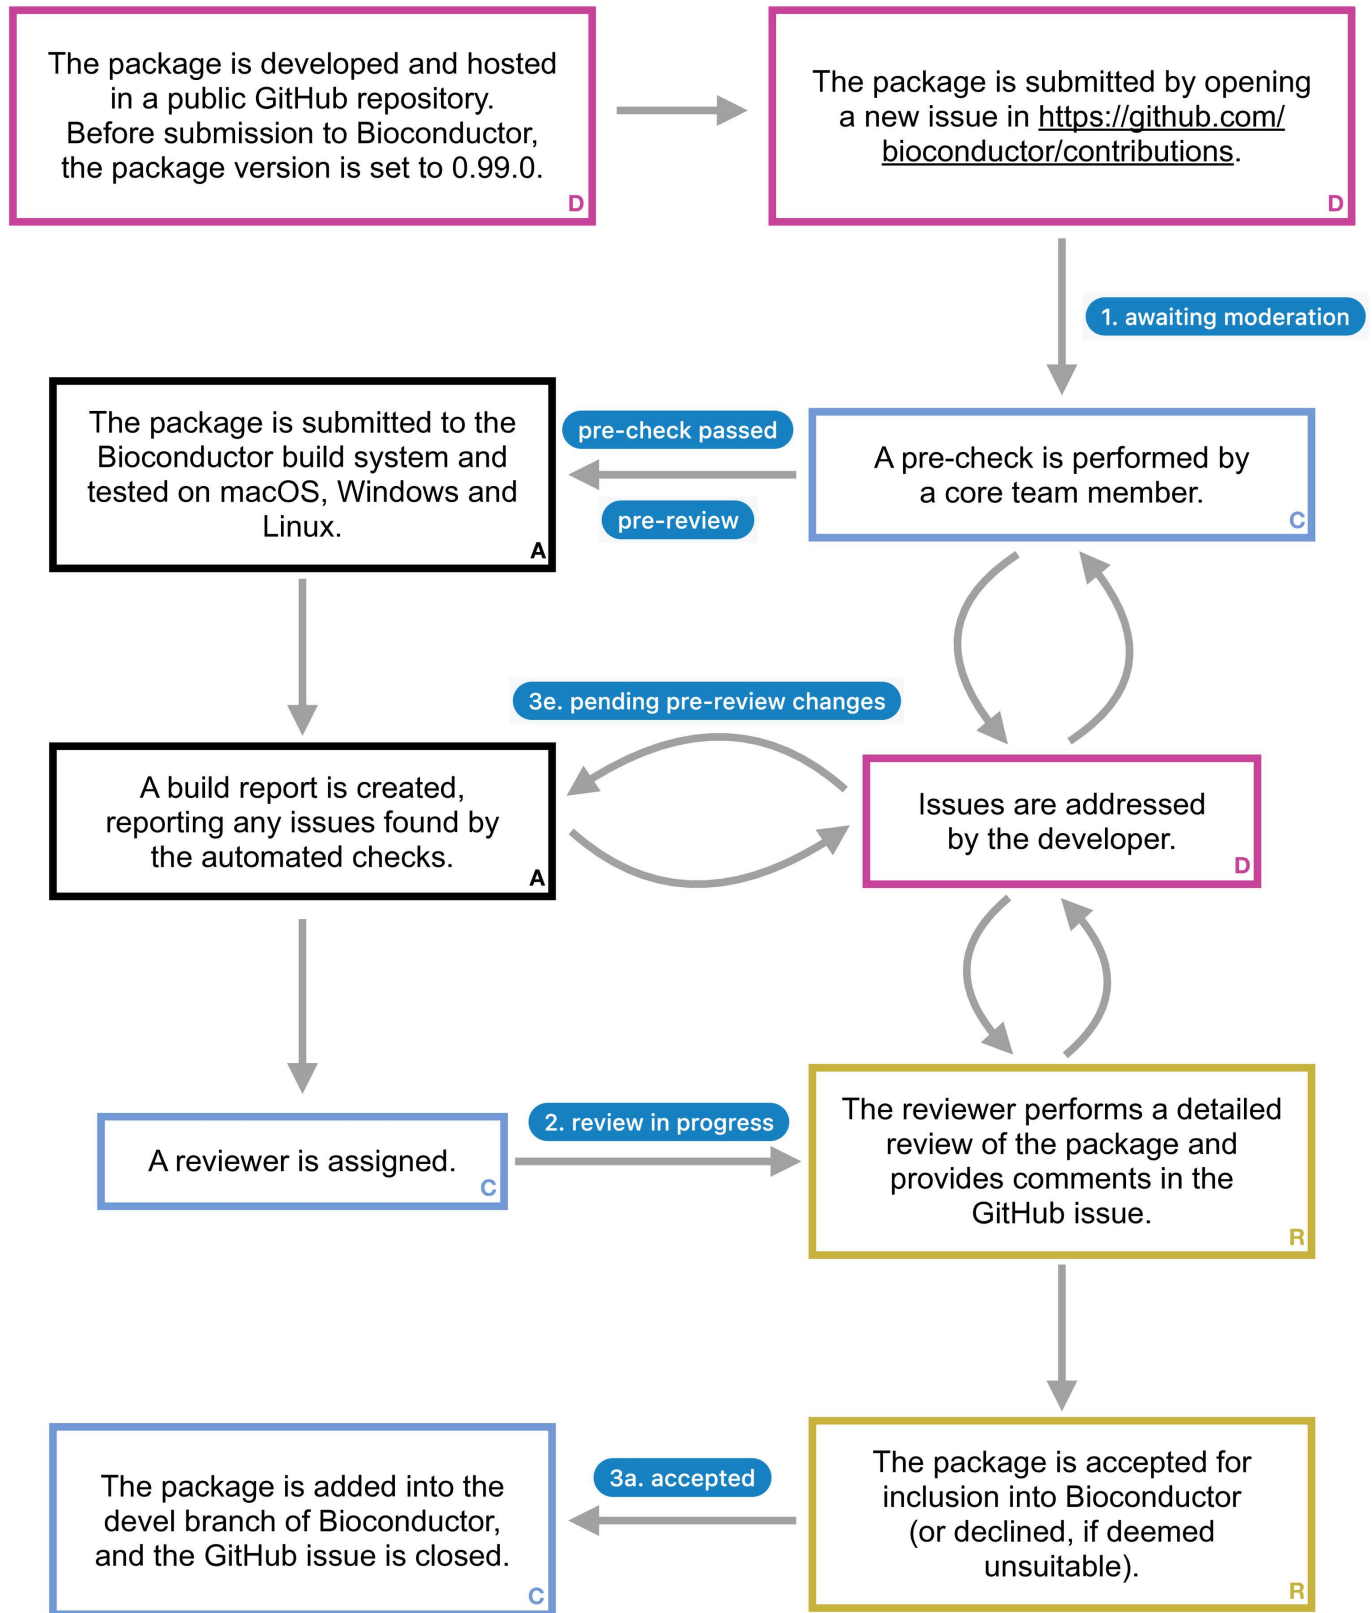 The package is developed and hosted
in a public GitHub repository.
Before submission to Bioconductor,
the package version is set to 0.99.0.
D
The package is submitted by opening
a new issue in https://github.com/
bioconductor/contributions.
D
1. awaiting moderation
A pre-check is performed by
a core team member.
C
pre-check passed
pre-review
The package is submitted to the
Bioconductor build system and
tested on macOS, Windows and
Linux.
A
3e. pending pre-review changes
A build report is created,
reporting any issues found by
the automated checks.
A
Issues are addressed
by the developer.
D
A reviewer is assigned.
C
2. review in progress
The reviewer performs a detailed
review of the package and
provides comments in the
GitHub issue.
R
The package is accepted for
inclusion into Bioconductor
(or declined, if deemed
unsuitable).
R
3a. accepted
The package is added into the
devel branch of Bioconductor,
and the GitHub issue is closed.
C